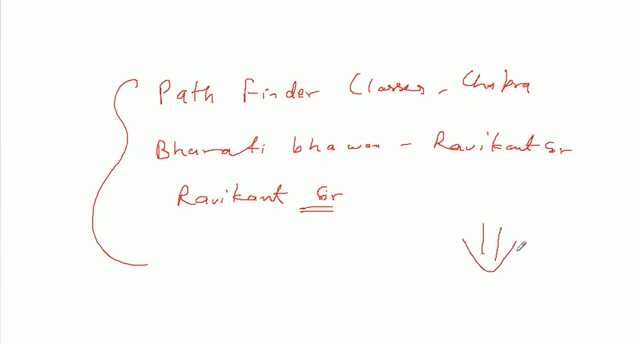 Path Finder Classes - Chapra
Bharati bhawan - Ravikant sir
Ravikant sir